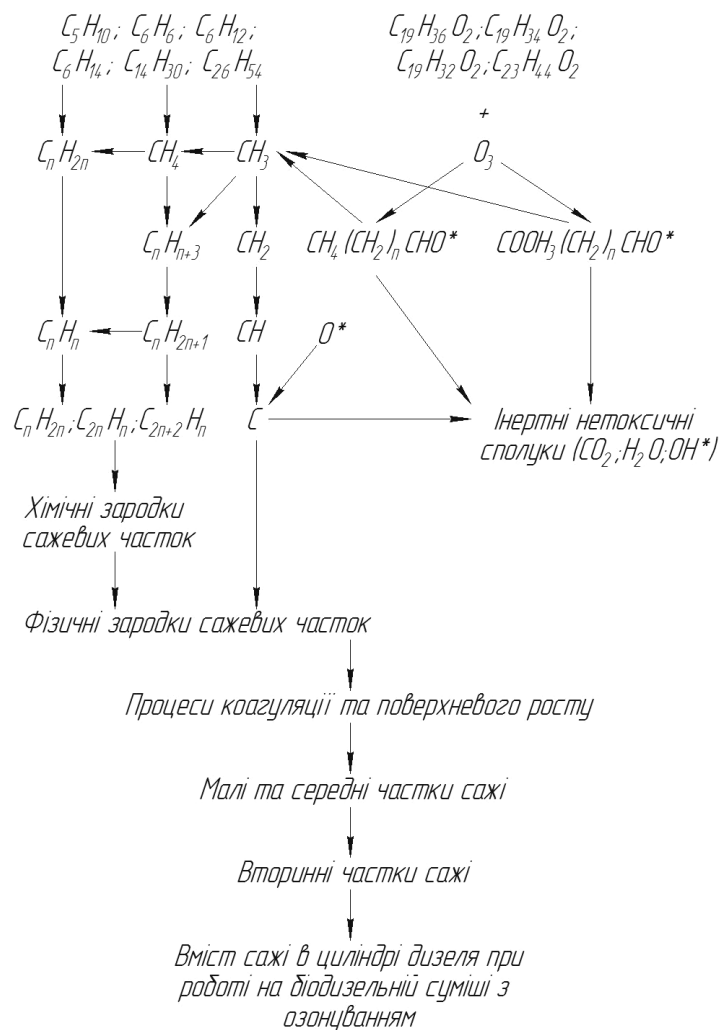 C₅H₁₀; C₆H₆; C₆H₁₂;
C₆H₁₄; C₁₄H₃₀; C₂₆H₅₄
C₁₉H₃₆O₂;C₁₉H₃₄O₂;
C₁₉H₃₂O₂;C₂₃H₄₄O₂
+
CₙH₂ₙ CH₄ CH₃ O₃
CₙHₙ₊₃ CH₂ CH₄(CH₂)ₙCHO* COOH₃(CH₂)ₙCHO*
CₙHₙ CₙH₂ₙ₊₁ CH O*
CₙH₂ₙ;C₂ₙHₙ;C₂ₙ₊₂Hₙ C Інертні нетоксичні
сполуки (CO₂;H₂O;OH*)
Хімічні зародки
сажевих часток
Фізичні зародки сажевих часток
Процеси коагуляції та поверхневого росту
Малі та середні частки сажі
Вторинні частки сажі
Вміст сажі в циліндрі дизеля при
роботі на біодизельній суміші з
озонуванням